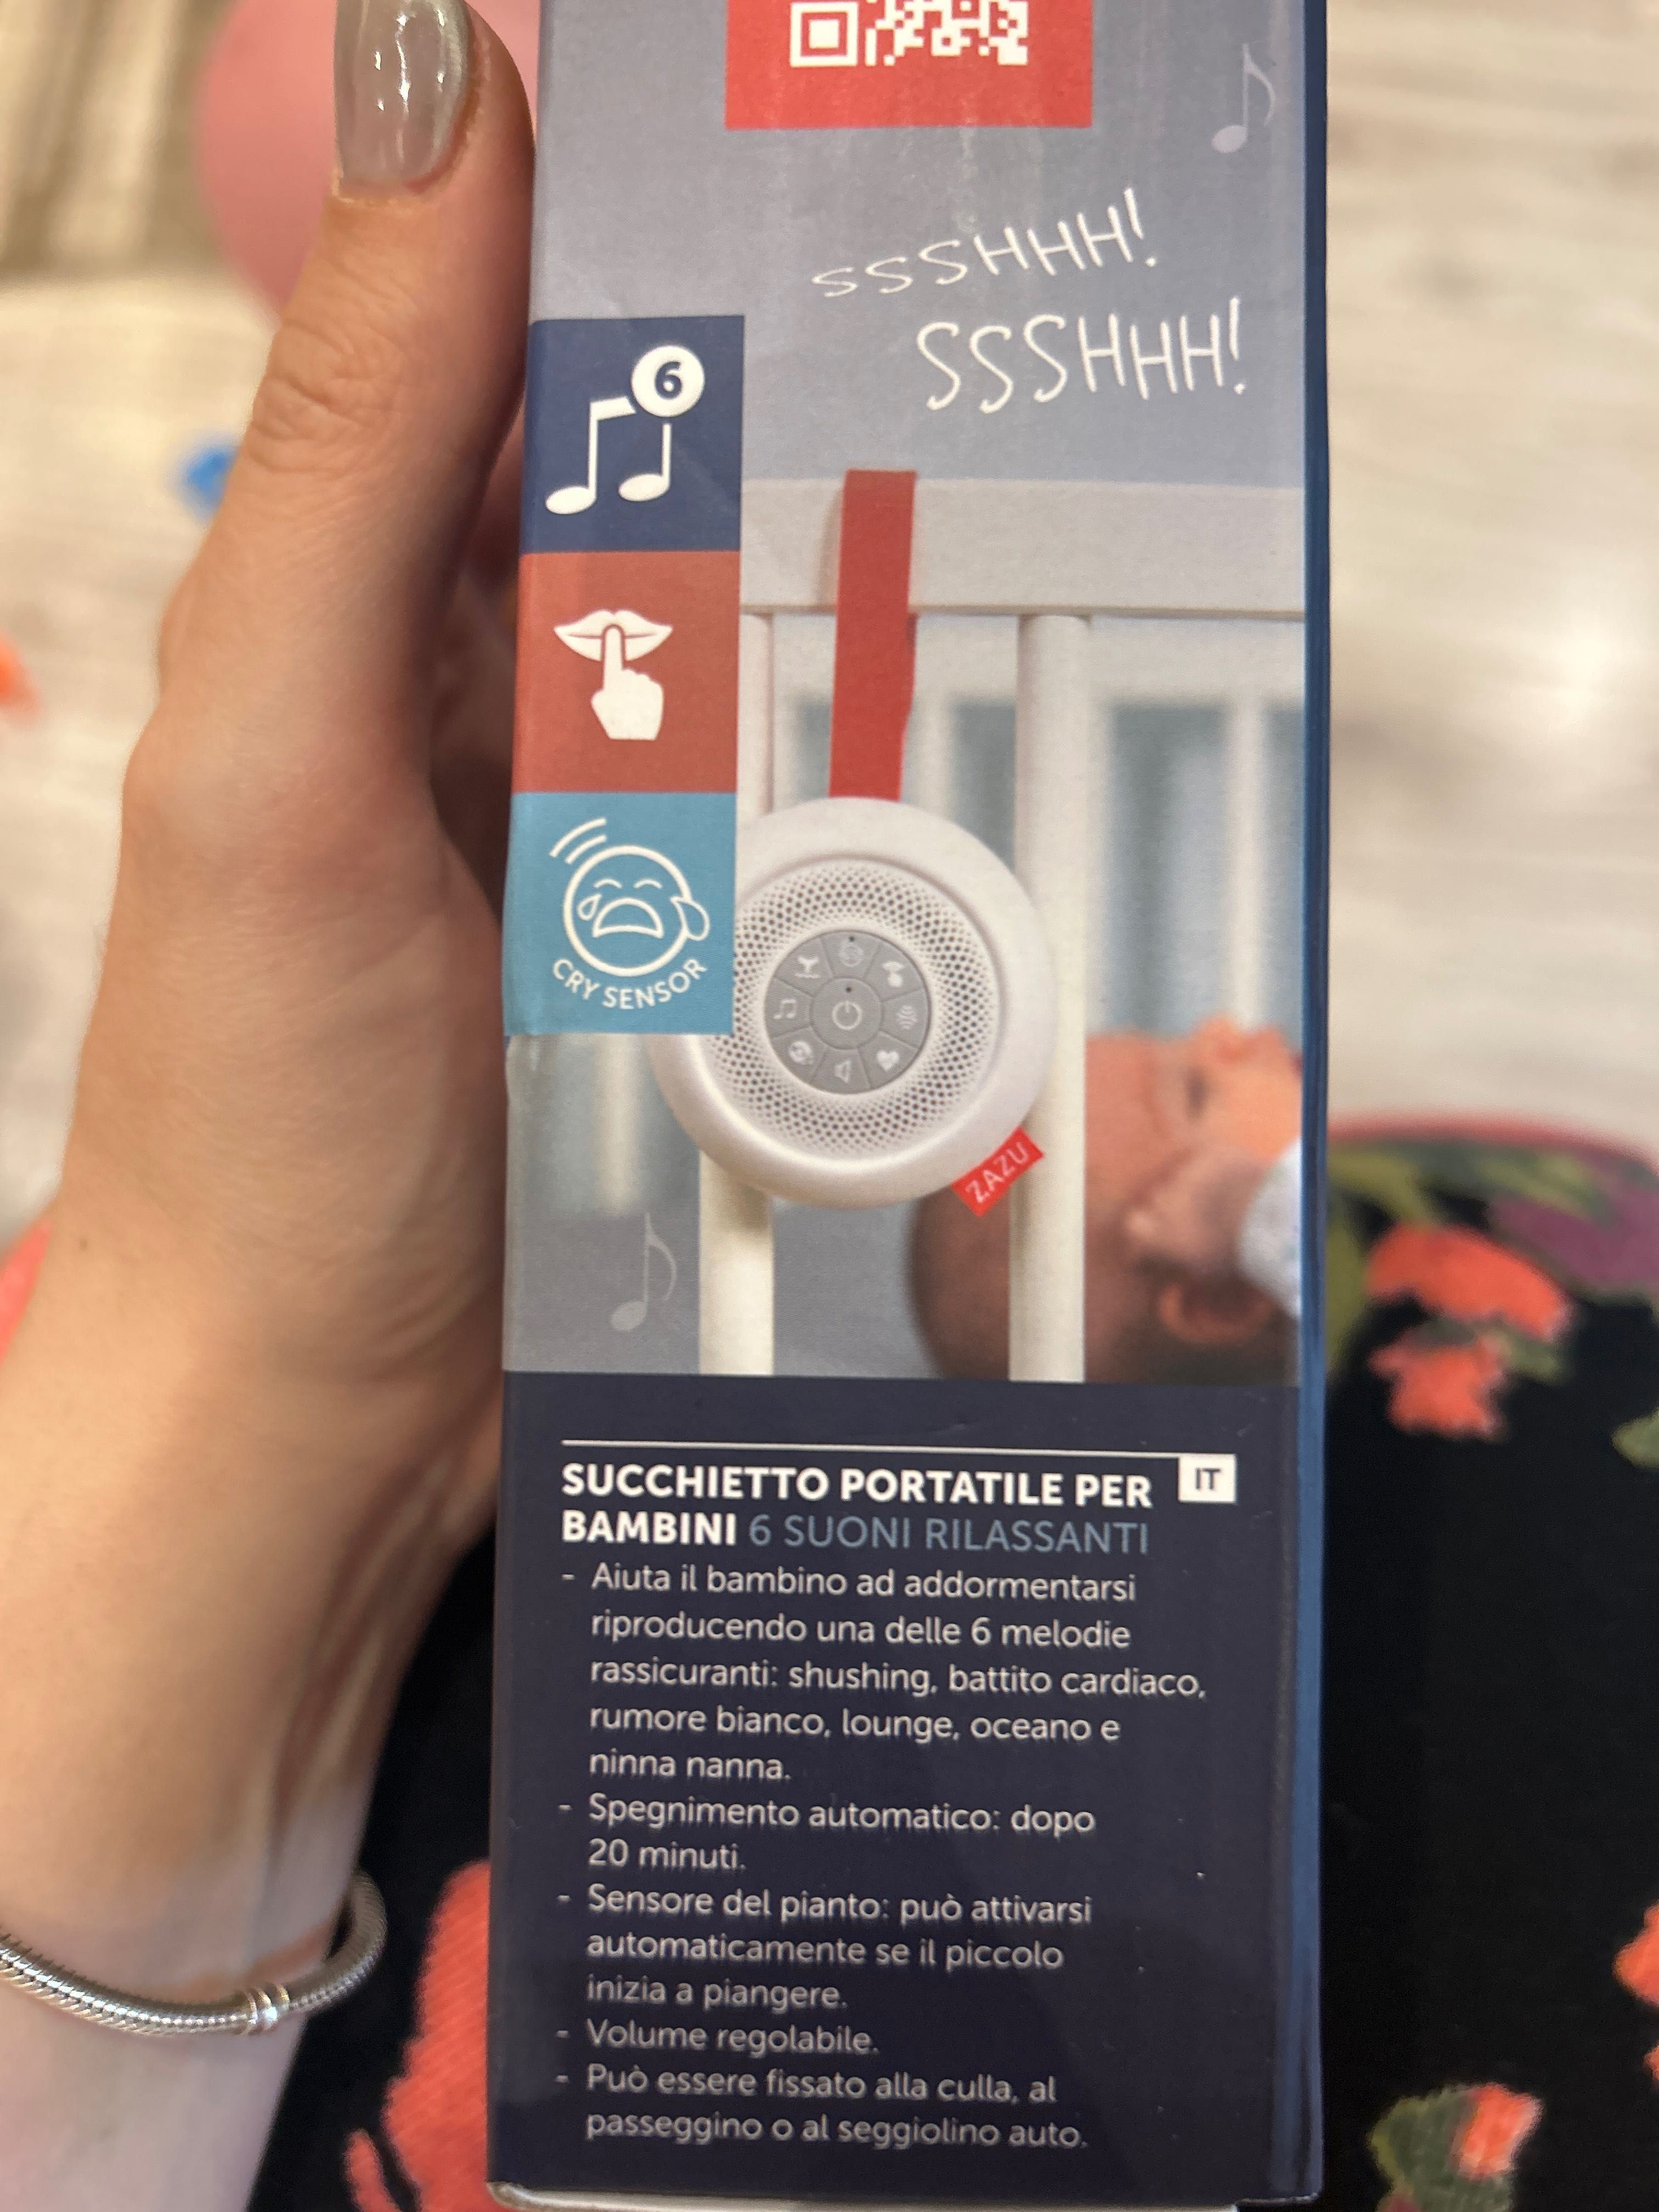 SSSHHH!
SSSHHH!
6
CRY SENSOR
ZAZU
IT
SUCCHIETTO PORTATILE PER
BAMBINI 6 SUONI RILASSANTI
- Aiuta il bambino ad addormentarsi
riproducendo una delle 6 melodie
rassicuranti: shushing, battito cardiaco,
rumore bianco, lounge, oceano e
ninna nanna.
- Spegnimento automatico: dopo
20 minuti.
- Sensore del pianto: può attivarsi
automaticamente se il piccolo
inizia a piangere.
- Volume regolabile.
- Può essere fissato alla culla, al
passeggino o al seggiolino auto.